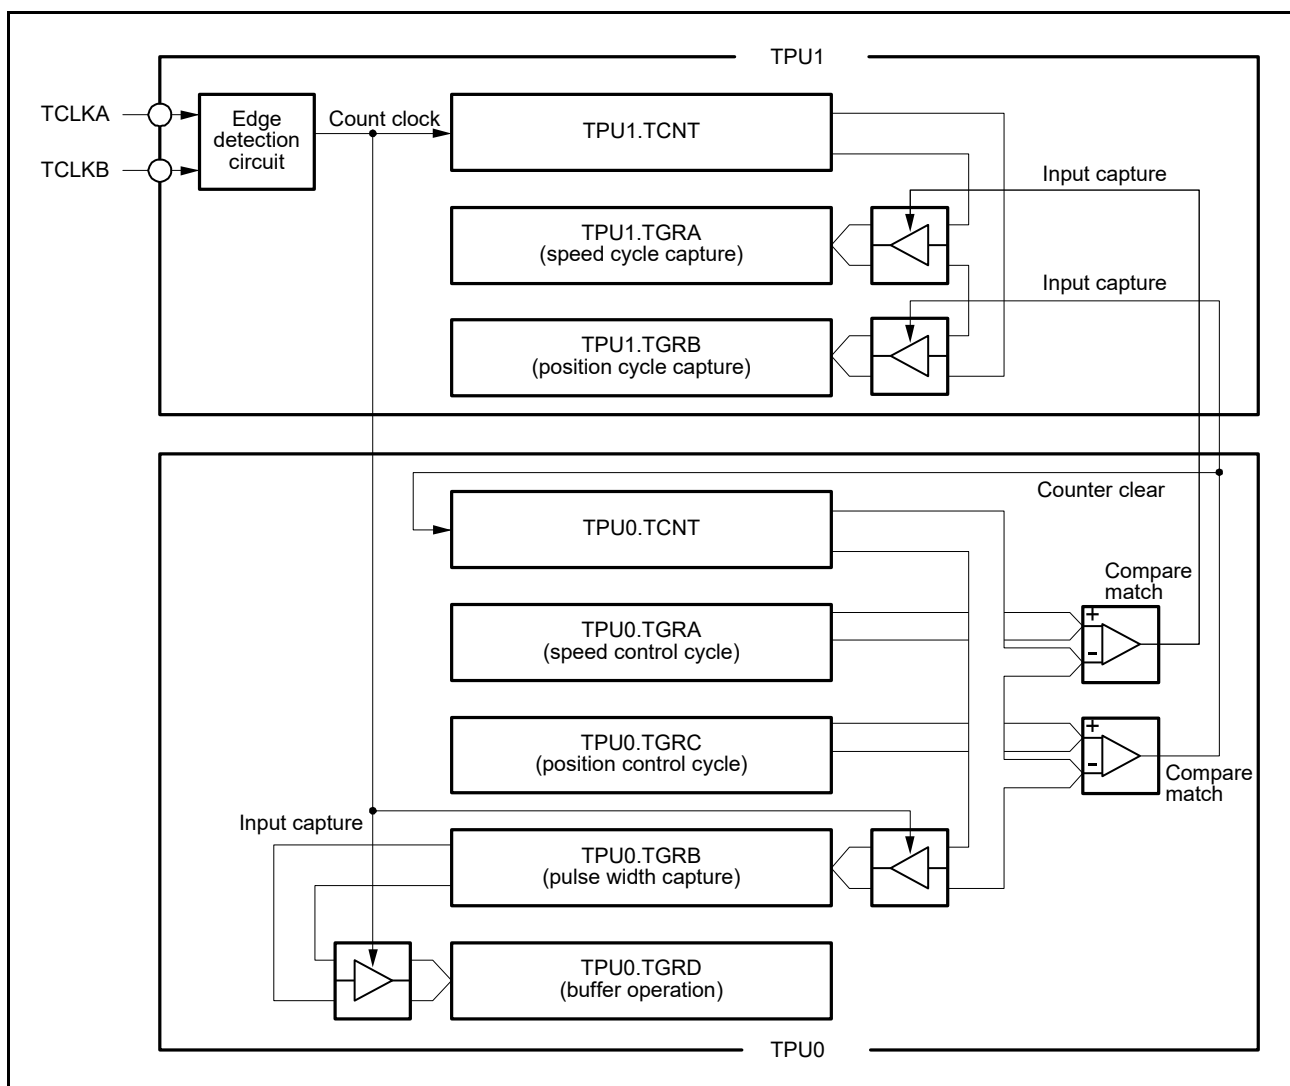 TPU1
TCLKA
TCLKB
Edge
detection
circuit
Count clock
TPU1.TCNT
Input capture
TPU1.TGRA
(speed cycle capture)
Input capture
TPU1.TGRB
(position cycle capture)
Counter clear
TPU0.TCNT
Compare
match
+
-
TPU0.TGRA
(speed control cycle)
+
-
TPU0.TGRC
(position control cycle)
Compare
match
Input capture
TPU0.TGRB
(pulse width capture)
TPU0.TGRD
(buffer operation)
TPU0